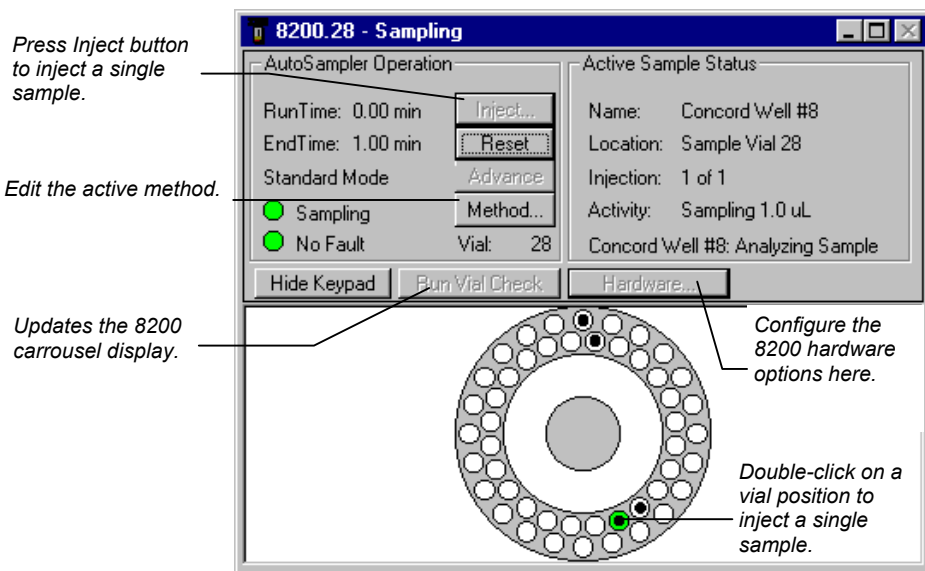 Press Inject button
to inject a single
sample.
Edit the active method.
Updates the 8200
carrousel display.
8200.28 - Sampling
AutoSampler Operation
RunTime: 0.00 min
Inject...
EndTime: 1.00 min
Reset
Standard Mode
Advance
Sampling
Method...
No Fault
Vial: 28
Active Sample Status
Name: Concord Well #8
Location: Sample Vial 28
Injection: 1 of 1
Activity: Sampling 1.0 uL
Concord Well #8: Analyzing Sample
Hide Keypad
Run Vial Check
Hardware...
Configure the
8200 hardware
options here.
Double-click on a
vial position to
inject a single
sample.